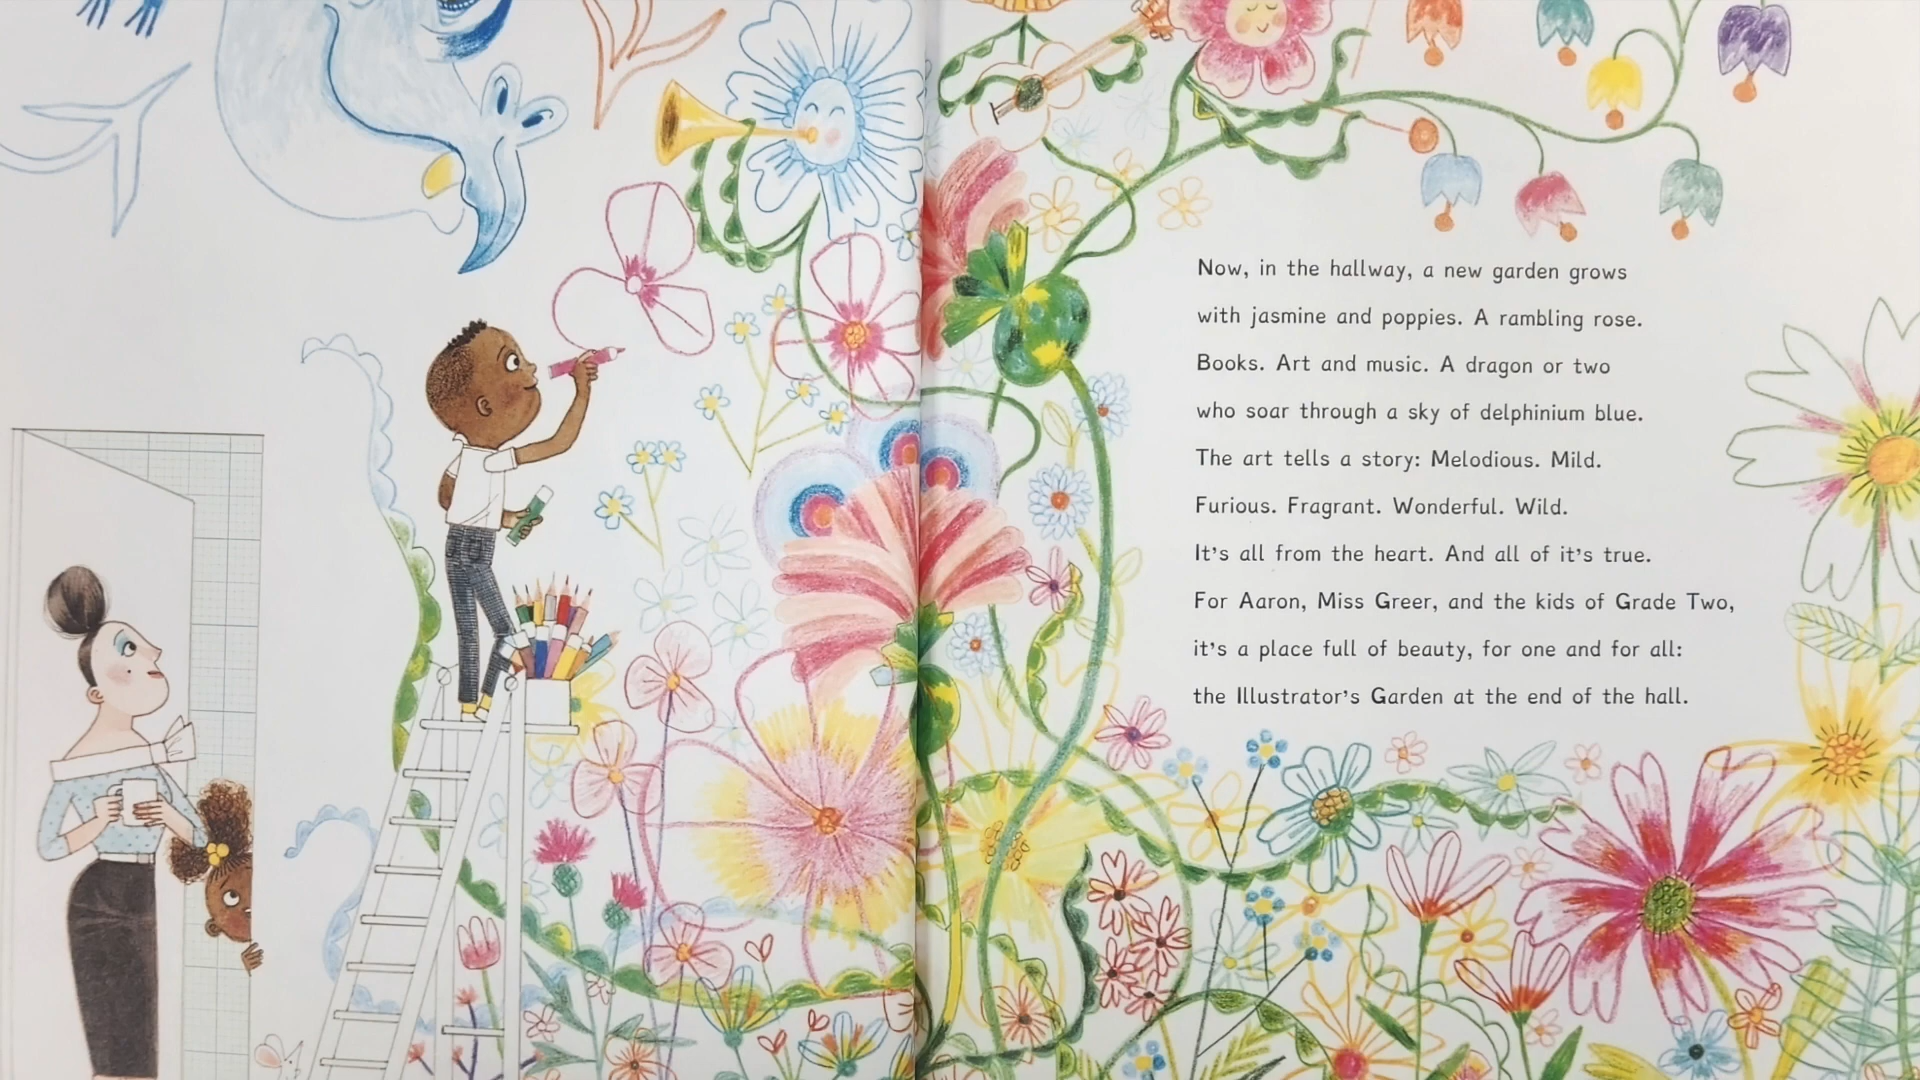 Now, in the hallway, a new garden grows
with jasmine and poppies. A rambling rose.
Books. Art and music. A dragon or two
who soar through a sky of delphinium blue.
The art tells a story: Melodious. Mild.
Furious. Fragrant. Wonderful. Wild.
It's all from the heart. And all of it's true.
For Aaron, Miss Greer, and the kids of Grade Two,
it's a place full of beauty, for one and for all:
the Illustrator's Garden at the end of the hall.